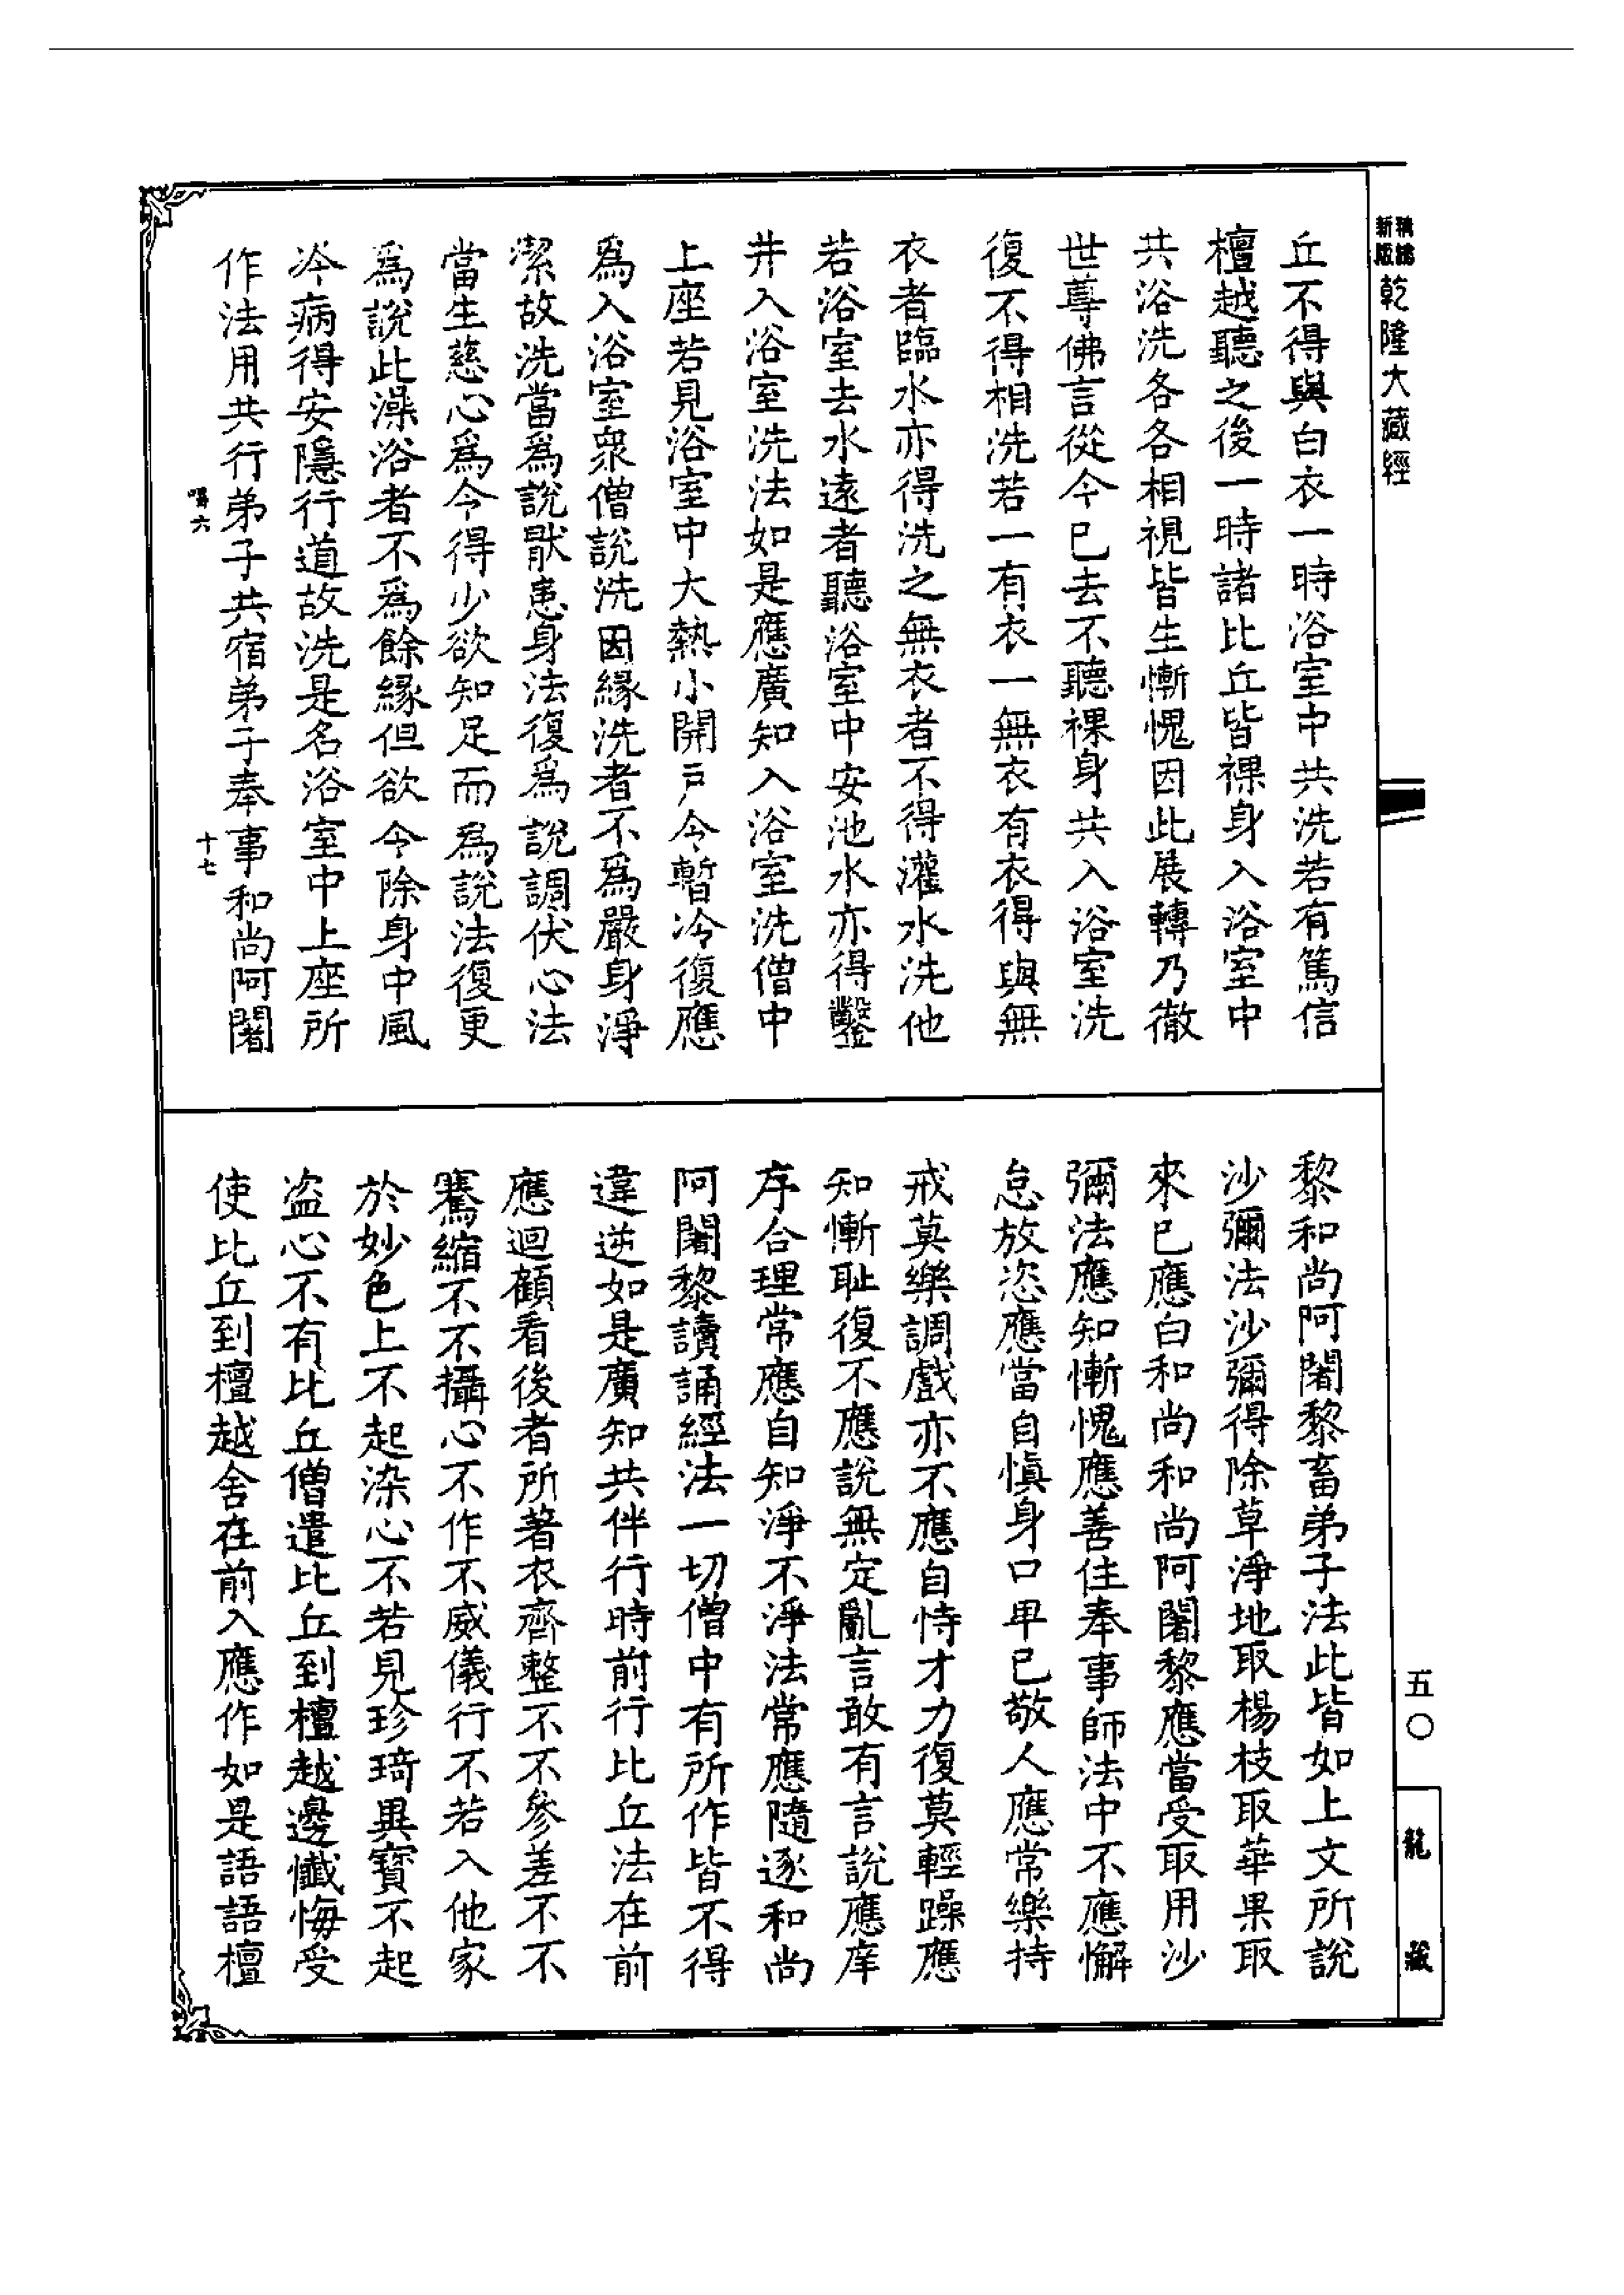 新版
乾隆大藏經
丘不得與白衣一時浴室中共洗若有篤信
檀越聽之後一時諸比丘皆裸身入浴室中
共浴洗各各相視皆生慚愧因此展轉乃徹
世尊佛言從今已去不聽裸身共入浴室洗
復不得相洗若一有衣一無衣有衣得與無
衣者臨水亦得洗之無衣者不得灌水洗他
若浴室去水遠者聽浴室中安池水亦得鑿
井入浴室洗法如是應廣知入浴室洗僧中
上座若見浴室中大熱小開戶令暫冷復應
為入浴室衆僧說洗因緣洗者不為嚴身淨
潔故洗當為說厭患身法復為說調伏心法
當生慈心為令得少欲知足而為說法復更
為說此澡浴者不為餘緣但欲令除身中風
冷病得安隱行道故洗是名浴室中上座所
作法用共行弟子共宿弟子奉事和尚阿闍
六
十七
黎和尚阿闍黎畜弟子法此皆如上文所說
沙彌法沙彌得除草淨地取楊枝取華果取
來已應白和尚和尚阿闍黎應當受取用沙
彌法應知慚愧應善住奉事師法中不應懈
怠放恣應當自慎身口卑已敬人應常樂持
戒莫樂調戲亦不應自恃才力復莫輕躁應
知慚恥復不應說無定亂言敢有言說應庠
序合理常應自知淨不淨法常應隨逐和尚
阿闍黎讀誦經法一切僧中有所作皆不得
違逆如是廣知共伴行時前行比丘法在前
應迴顧看後者所著衣齊整不不參差不不
騫縮不不攝心不作不威儀行不若入他家
於妙色上不起染心不若見珍琦異寶不起
盜心不有比丘僧遣比丘到檀越邊懺悔受
使比丘到檀越舍在前入應作如是語語檀
五〇
龍藏